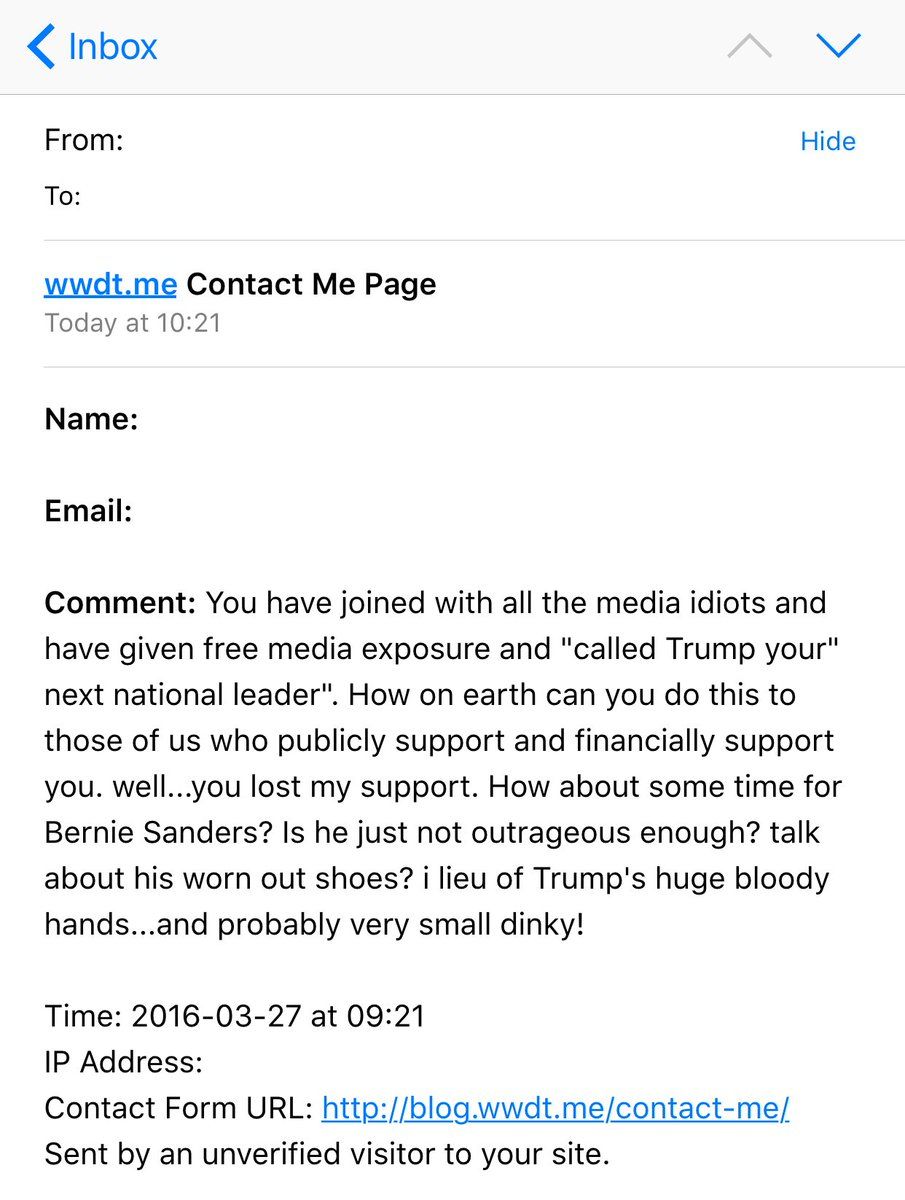 Inbox
From:
Hide
To:
wwdt.me Contact Me Page
Today at 10:21
Name:
Email:
Comment: You have joined with all the media idiots and
have given free media exposure and "called Trump your"
next national leader". How on earth can you do this to
those of us who publicly support and financially support
you. well...you lost my support. How about some time for
Bernie Sanders? Is he just not outrageous enough? talk
about his worn out shoes? i lieu of Trump's huge bloody
hands...and probably very small dinky!
Time: 2016-03-27 at 09:21
IP Address:
Contact Form URL: http://blog.wwdt.me/contact-me/
Sent by an unverified visitor to your site.